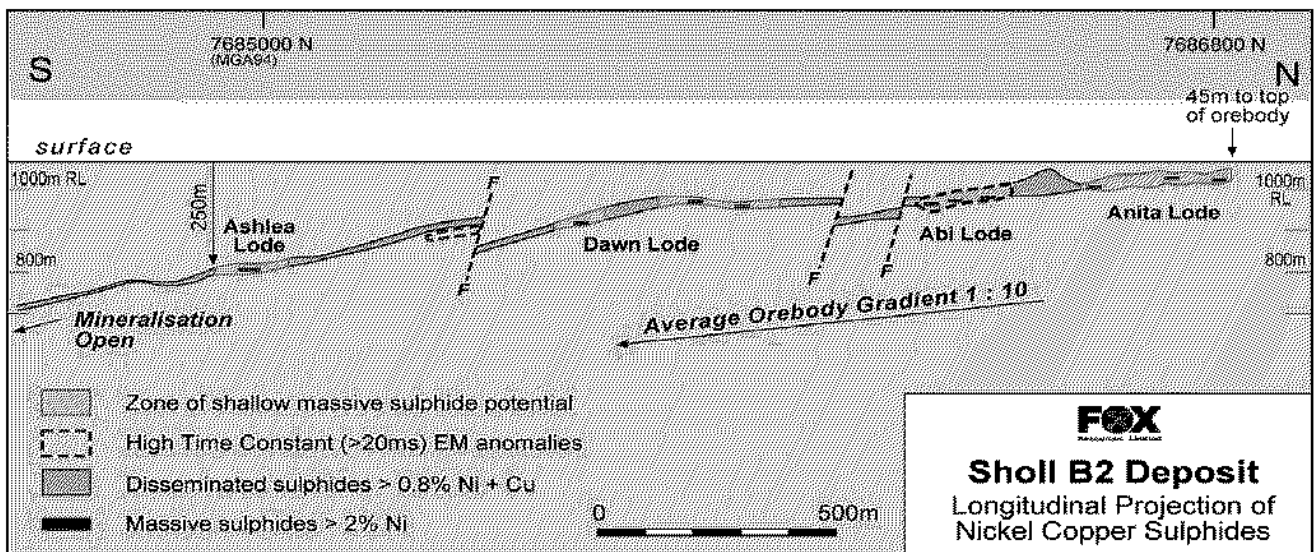 7685000 N
(MGA94)
7686800 N
S
N
45m to top
of orebody
surface
1000m RL
1000m
RL
250m
F
F
F
Ashlea
Lode
Dawn Lode
Abi Lode
Anita Lode
800m
800m
F
F
F
Mineralisation
Open
Average Orebody Gradient 1 : 10
Zone of shallow massive sulphide potential
High Time Constant (>20ms) EM anomalies
Disseminated sulphides > 0.8% Ni + Cu
Massive sulphides > 2% Ni
0
500m
FOX
Resources Limited
Sholl B2 Deposit
Longitudinal Projection of
Nickel Copper Sulphides